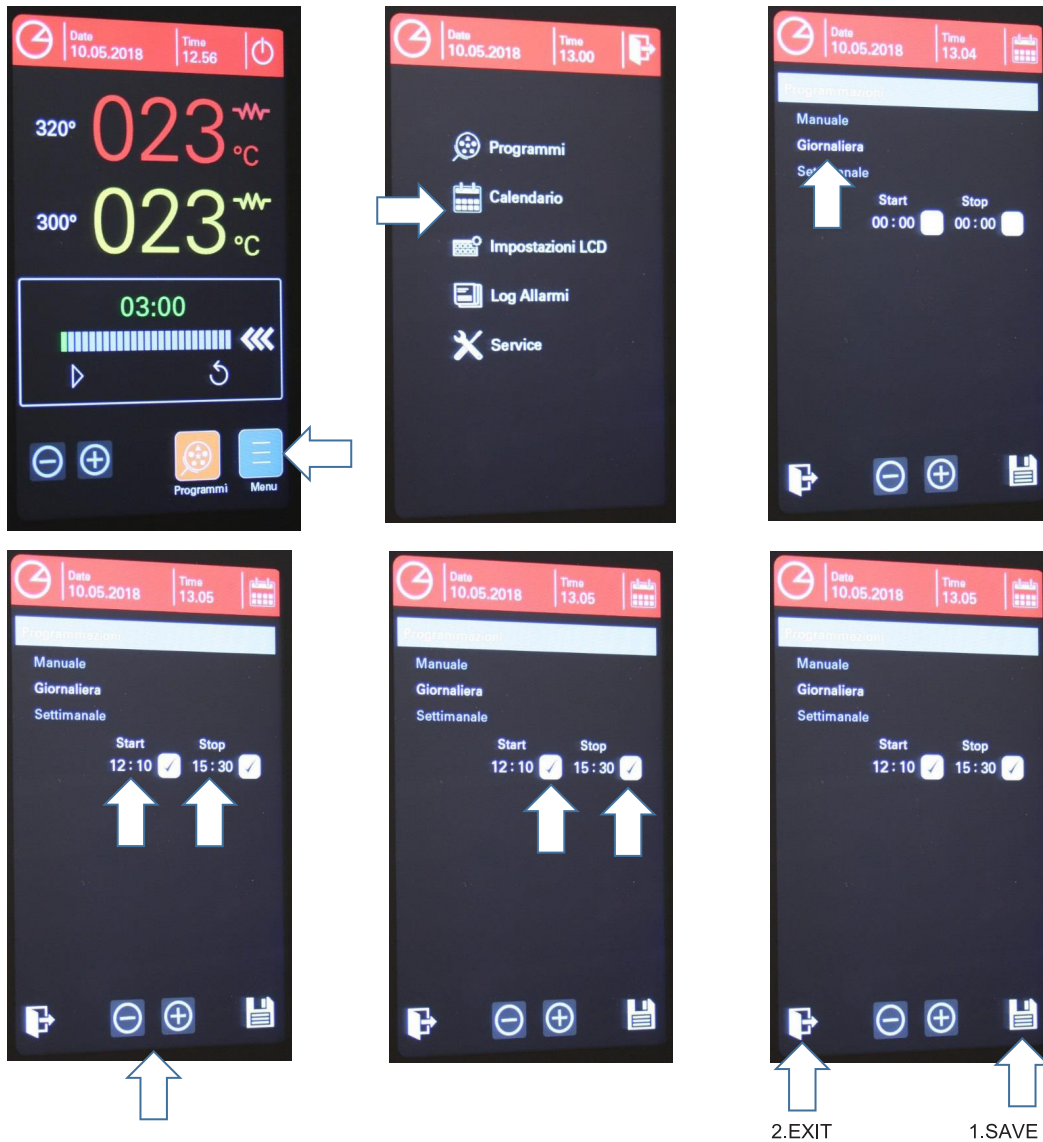 Date
10.05.2018
Time
12.56
320°
023
°C
300°
023
°C
03:00
Programmi
Menu
Date
10.05.2018
Time
13.00
Programmi
Calendario
Impostazioni LCD
Log Allarmi
Service
Date
10.05.2018
Time
13.04
Programmazioni
Manuale
Giornaliera
Start Stop
00:00 00:00
Date
10.05.2018
Time
13.05
Programmazioni
Manuale
Giornaliera
Settimanale
Start Stop
12:10 15:30
Date
10.05.2018
Time
13.05
Programmazioni
Manuale
Giornaliera
Settimanale
Start Stop
12:10 15:30
Date
10.05.2018
Time
13.05
Programmazioni
Manuale
Giornaliera
Settimanale
Start Stop
12:10 15:30
2.EXIT 1.SAVE